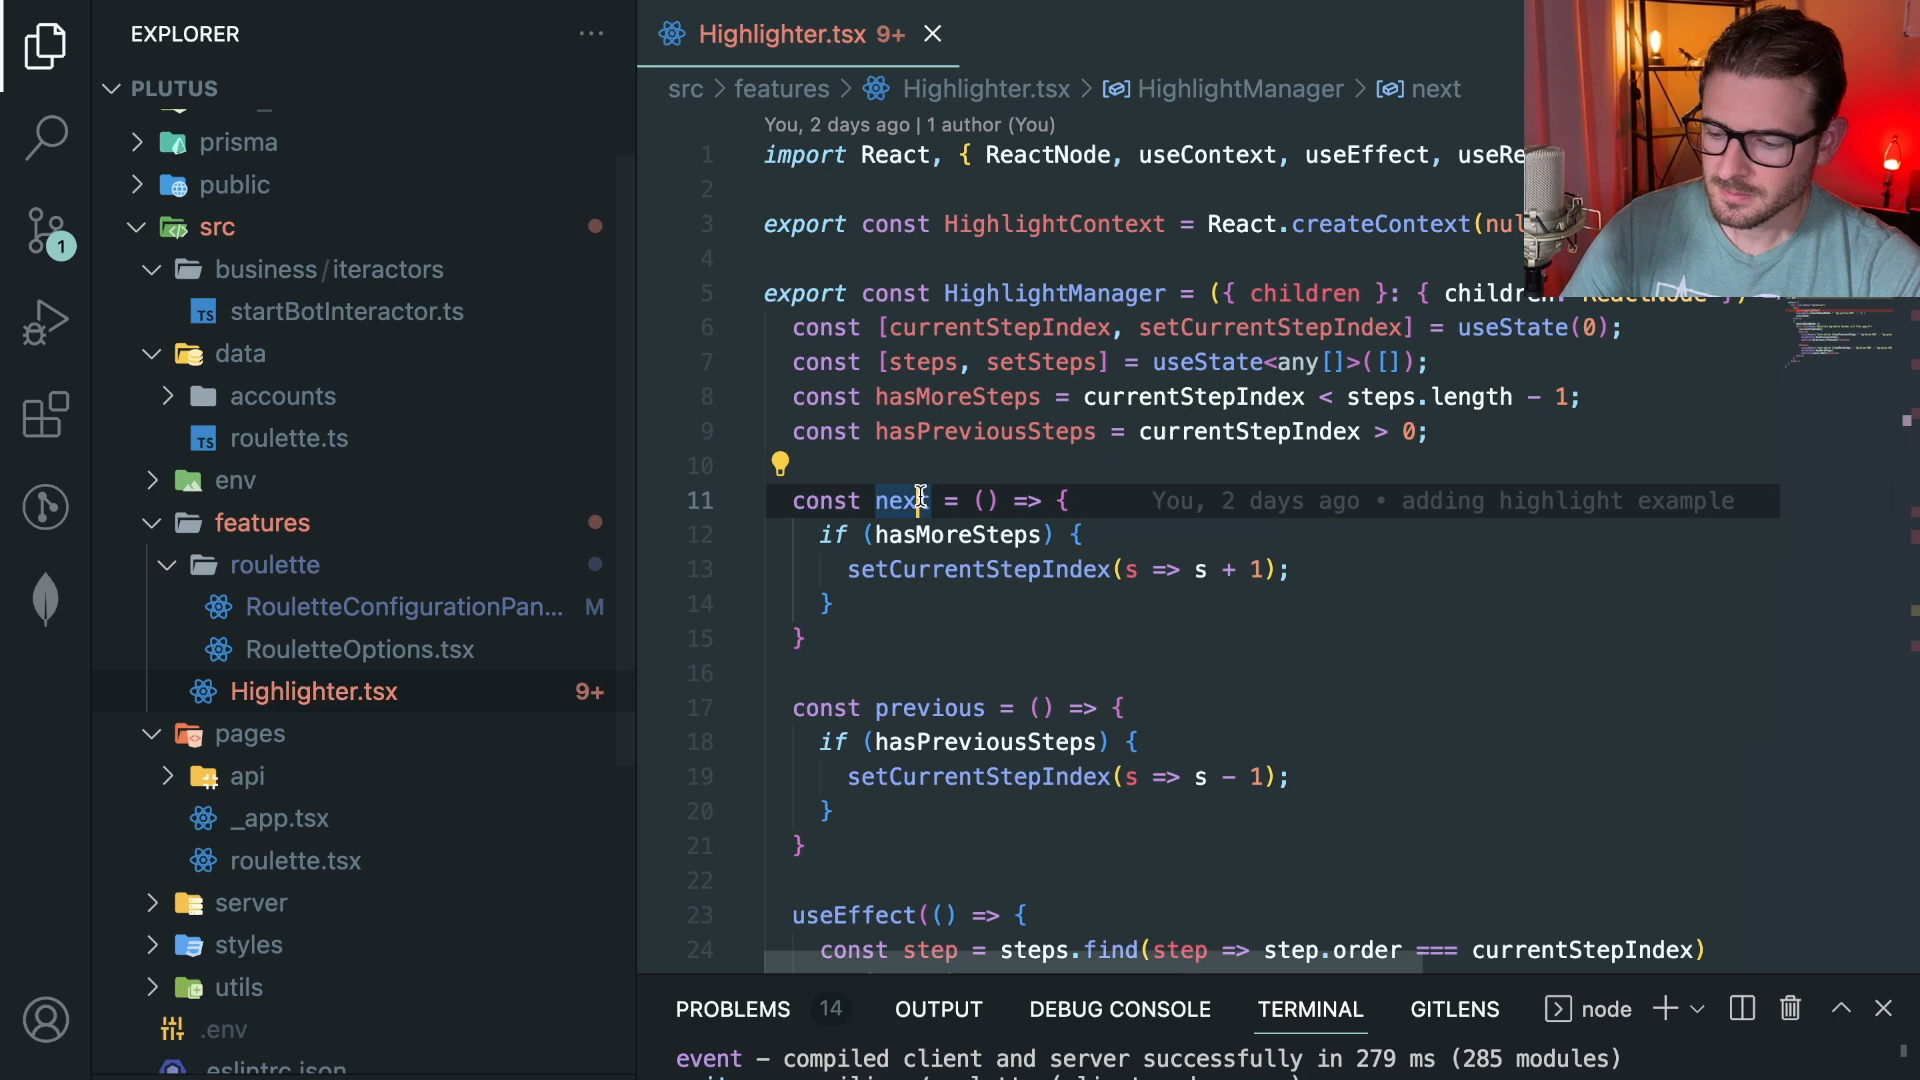 EXPLORER
PLUTUS
prisma
public
src
business/iteractors
startBotInteractor.ts
data
accounts
roulette.ts
env
features
roulette
RouletteConfigurationPan... M
RouletteOptions.tsx
Highlighter.tsx 9+
pages
api
_app.tsx
roulette.tsx
server
styles
utils
.env
.eslintrc.json
1
Highlighter.tsx 9+
src > features > Highlighter.tsx > HighlightManager > next
You, 2 days ago | 1 author (You)
1 import React, { ReactNode, useContext, useEffect, useRe
2
3 export const HighlightContext = React.createContext(nul
4
5 export const HighlightManager = ({ children }: { children: ReactNode })
6 const [currentStepIndex, setCurrentStepIndex] = useState(0);
7 const [steps, setSteps] = useState<any[]>([]);
8 const hasMoreSteps = currentStepIndex < steps.length - 1;
9 const hasPreviousSteps = currentStepIndex > 0;
10
11 const next = () => { You, 2 days ago • adding highlight example
12 if (hasMoreSteps) {
13 setCurrentStepIndex(s => s + 1);
14 }
15 }
16
17 const previous = () => {
18 if (hasPreviousSteps) {
19 setCurrentStepIndex(s => s - 1);
20 }
21 }
22
23 useEffect(() => {
24 const step = steps.find(step => step.order === currentStepIndex)
PROBLEMS 14 OUTPUT DEBUG CONSOLE TERMINAL GITLENS node
event - compiled client and server successfully in 279 ms (285 modules)